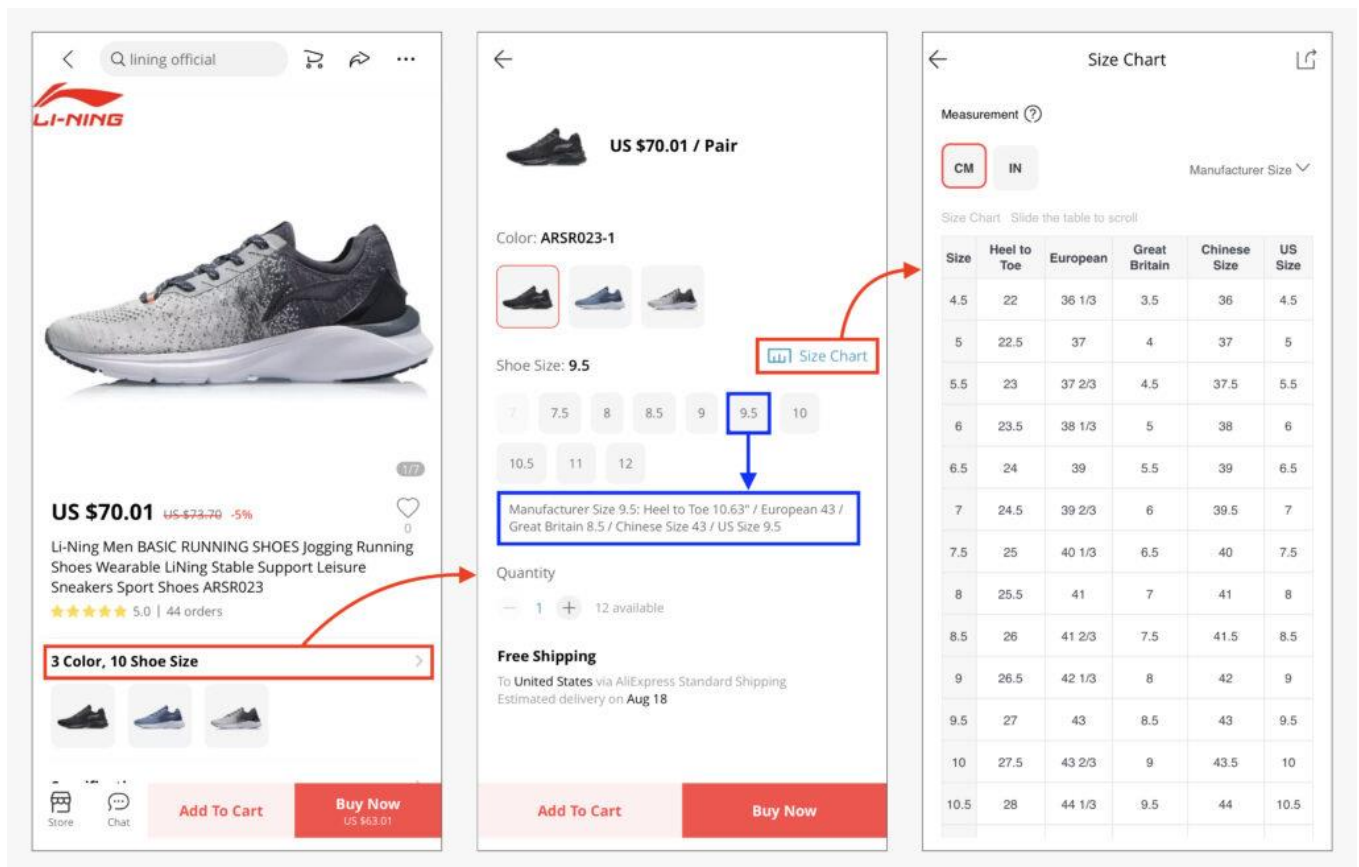 lining official
LI-NING
1/7
US $70.01 US $73.70 -5%
0
Li-Ning Men BASIC RUNNING SHOES Jogging Running
Shoes Wearable LiNing Stable Support Leisure
Sneakers Sport Shoes ARSR023
5.0 | 44 orders
3 Color, 10 Shoe Size
Store
Chat
Add To Cart
Buy Now
US $63.01
US $70.01 / Pair
Color: ARSR023-1
Size Chart
Shoe Size: 9.5
7 7.5 8 8.5 9 9.5 10
10.5 11 12
Manufacturer Size 9.5: Heel to Toe 10.63" / European 43 /
Great Britain 8.5 / Chinese Size 43 / US Size 9.5
Quantity
1 + 12 available
Free Shipping
To United States via AliExpress Standard Shipping
Estimated delivery on Aug 18
Add To Cart
Buy Now
Size Chart
Measurement ?
CM IN Manufacturer Size
Size Chart Slide the table to scroll
Size Heel to Toe European Great Britain Chinese Size US Size
4.5 22 36 1/3 3.5 36 4.5
5 22.5 37 4 37 5
5.5 23 37 2/3 4.5 37.5 5.5
6 23.5 38 1/3 5 38 6
6.5 24 39 5.5 39 6.5
7 24.5 39 2/3 6 39.5 7
7.5 25 40 1/3 6.5 40 7.5
8 25.5 41 7 41 8
8.5 26 41 2/3 7.5 41.5 8.5
9 26.5 42 1/3 8 42 9
9.5 27 43 8.5 43 9.5
10 27.5 43 2/3 9 43.5 10
10.5 28 44 1/3 9.5 44 10.5